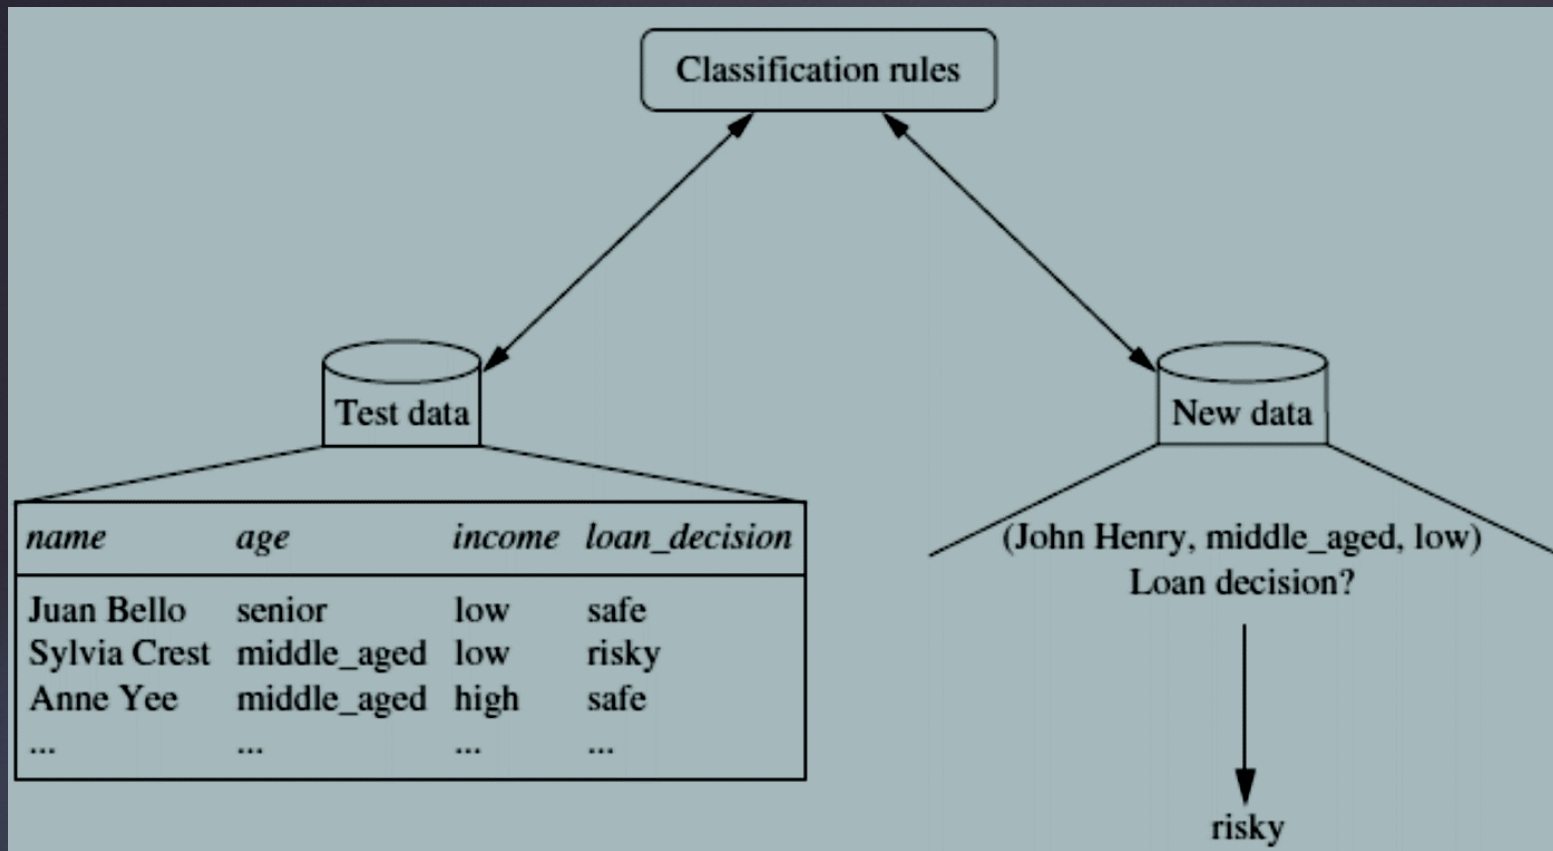 Classification rules
Test data
name age income loan_decision
Juan Bello senior low safe
Sylvia Crest middle_aged low risky
Anne Yee middle_aged high safe
... ... ... ...
New data
(John Henry, middle_aged, low)
Loan decision?
risky